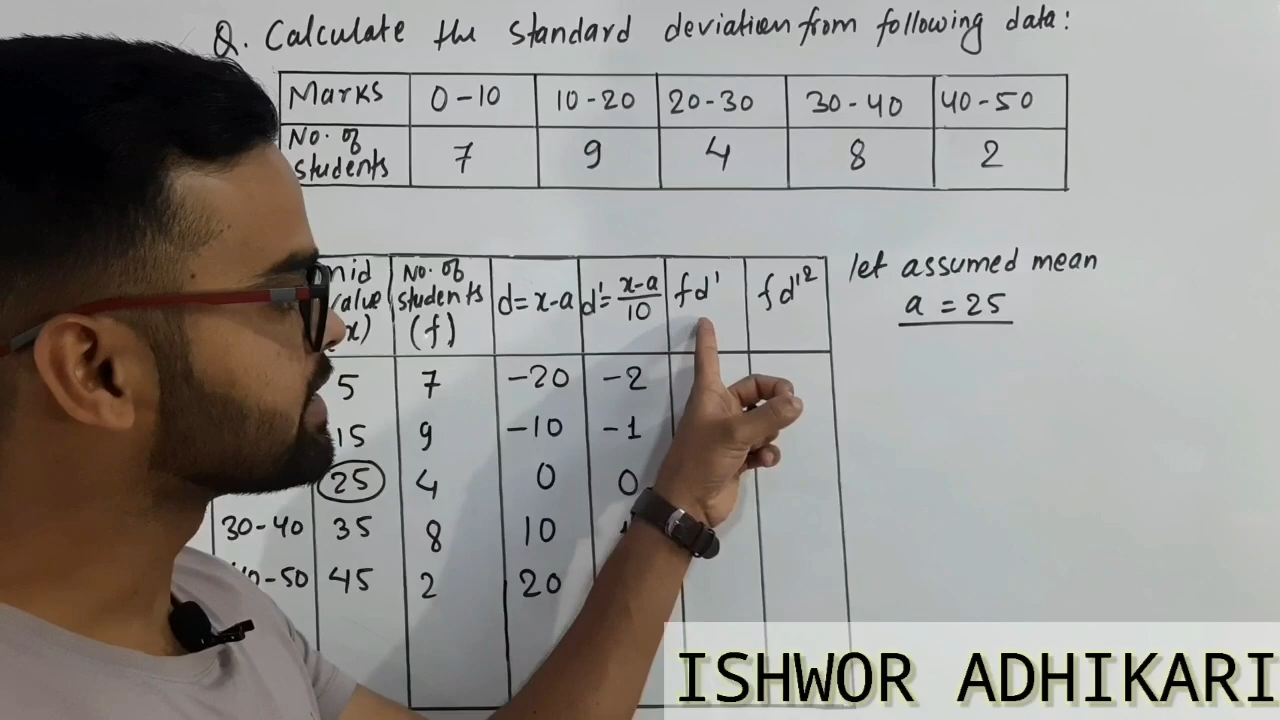 Q. Calculate the standard deviation from following data:
Marks 0-10 10-20 20-30 30-40 40-50
No. of students 7 9 4 8 2
No. of students (f) d=x-a d'=x-a/10 fd' fd'²
let assumed mean
a = 25
5 7 -20 -2
15 9 -10 -1
25 4 0 0
30-40 35 8 10
45 2 20
ISHWOR ADHIKARI